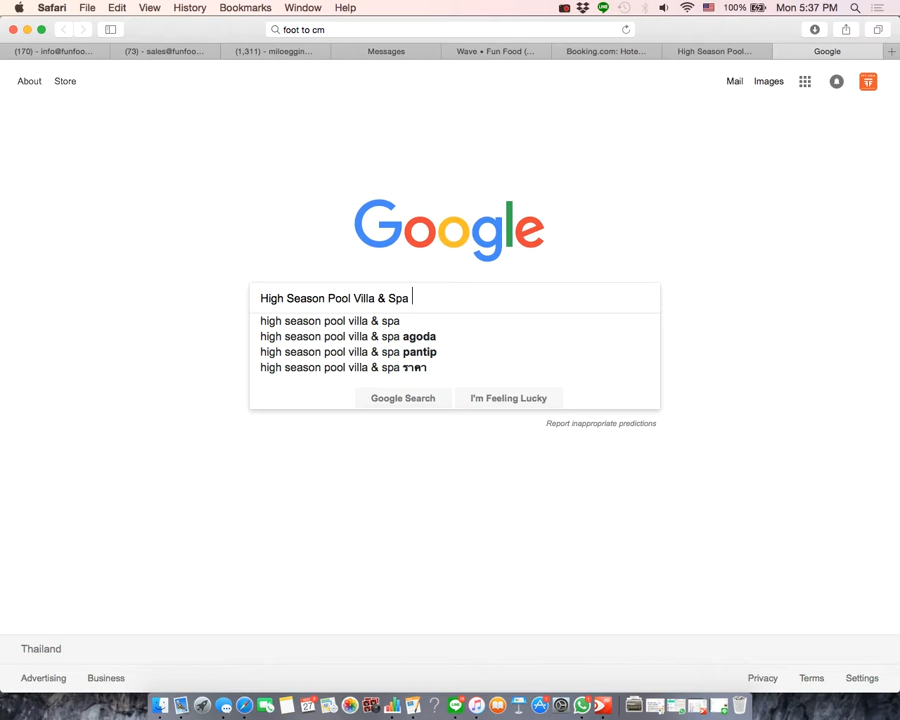 Safari File Edit View History Bookmarks Window Help 100% Mon 5:37 PM
foot to cm
(170) - info@funfoo... (73) - sales@funfoo... (1,311) - miloeggin... Messages Wave • Fun Food (... Booking.com: Hote... High Season Pool... Google
About Store Mail Images
Google
High Season Pool Villa & Spa
high season pool villa & spa
high season pool villa & spa agoda
high season pool villa & spa pantip
high season pool villa & spa ราคา
Google Search I'm Feeling Lucky
Report inappropriate predictions
Thailand
Advertising Business Privacy Terms Settings